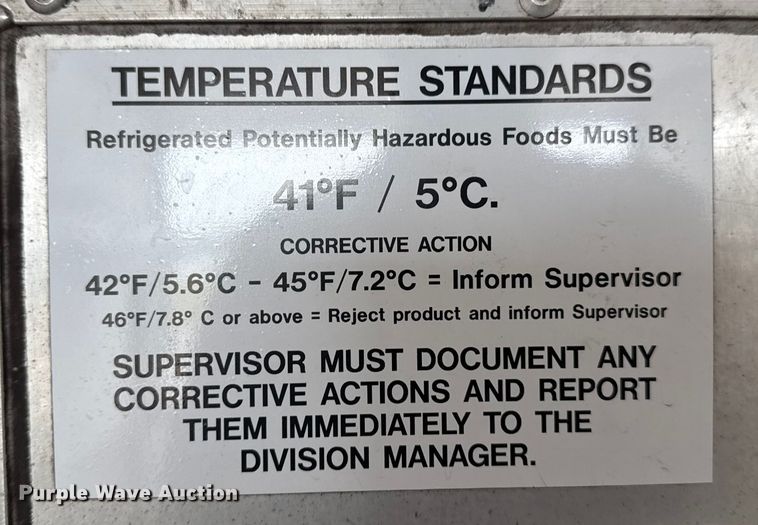 TEMPERATURE STANDARDS
Refrigerated Potentially Hazardous Foods Must Be
41°F / 5°C.
CORRECTIVE ACTION
42°F/5.6°C - 45°F/7.2°C = Inform Supervisor
46°F/7.8° C or above = Reject product and inform Supervisor
SUPERVISOR MUST DOCUMENT ANY
CORRECTIVE ACTIONS AND REPORT
THEM IMMEDIATELY TO THE
DIVISION MANAGER.
Purple Wave Auction